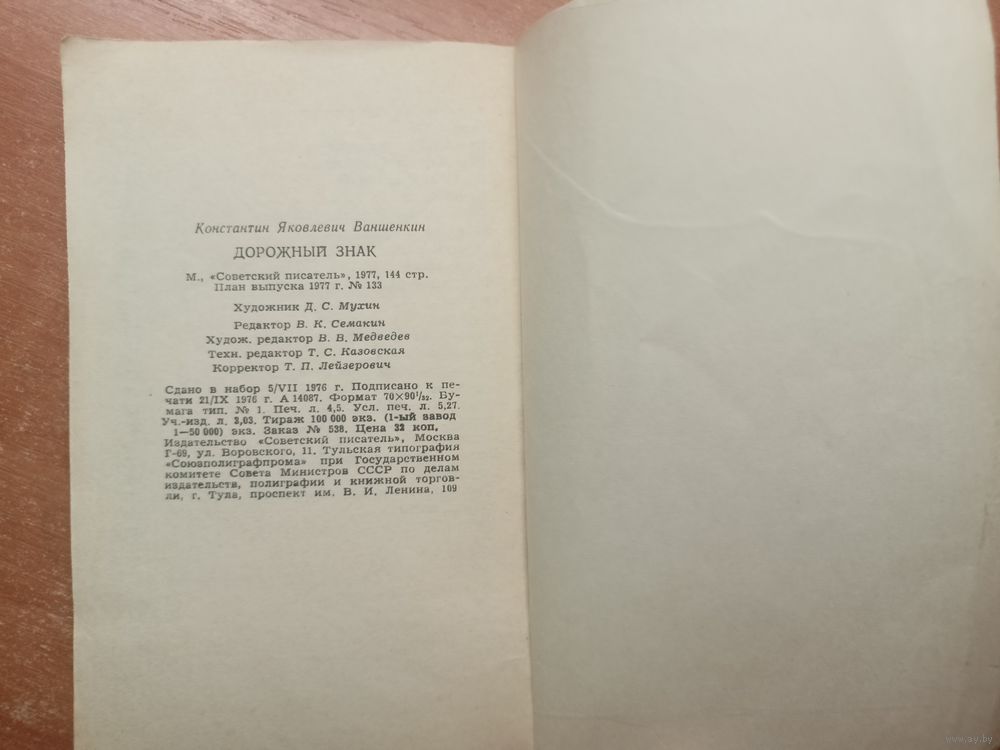 Константин Яковлевич Ваншенкин
ДОРОЖНЫЙ ЗНАК
М., «Советский писатель», 1977, 144 стр.
План выпуска 1977 г. № 133
Художник Д. С. Мухин
Редактор В. К. Семакин
Худож. редактор В. В. Медведев
Техн. редактор Т. С. Казовская
Корректор Т. П. Лейзерович
Сдано в набор 5/VII 1976 г. Подписано к пе-
чати 21/IX 1976 г. А 14087. Формат 70×90¹/₃₂. Бу-
мага тип. № 1. Печ. л. 4,5. Усл. печ. л. 5,27.
Уч.-изд. л. 3,03. Тираж 100 000 экз. (1-ый завод
1—50 000) экз. Заказ № 538. Цена 32 коп.
Издательство «Советский писатель», Москва
Г-69, ул. Воровского, 11. Тульская типография
«Союзполиграфпрома» при Государственном
комитете Совета Министров СССР по делам
издательств, полиграфии и книжной торгов-
ли, г. Тула, проспект им. В. И. Ленина, 109
www.ay.by